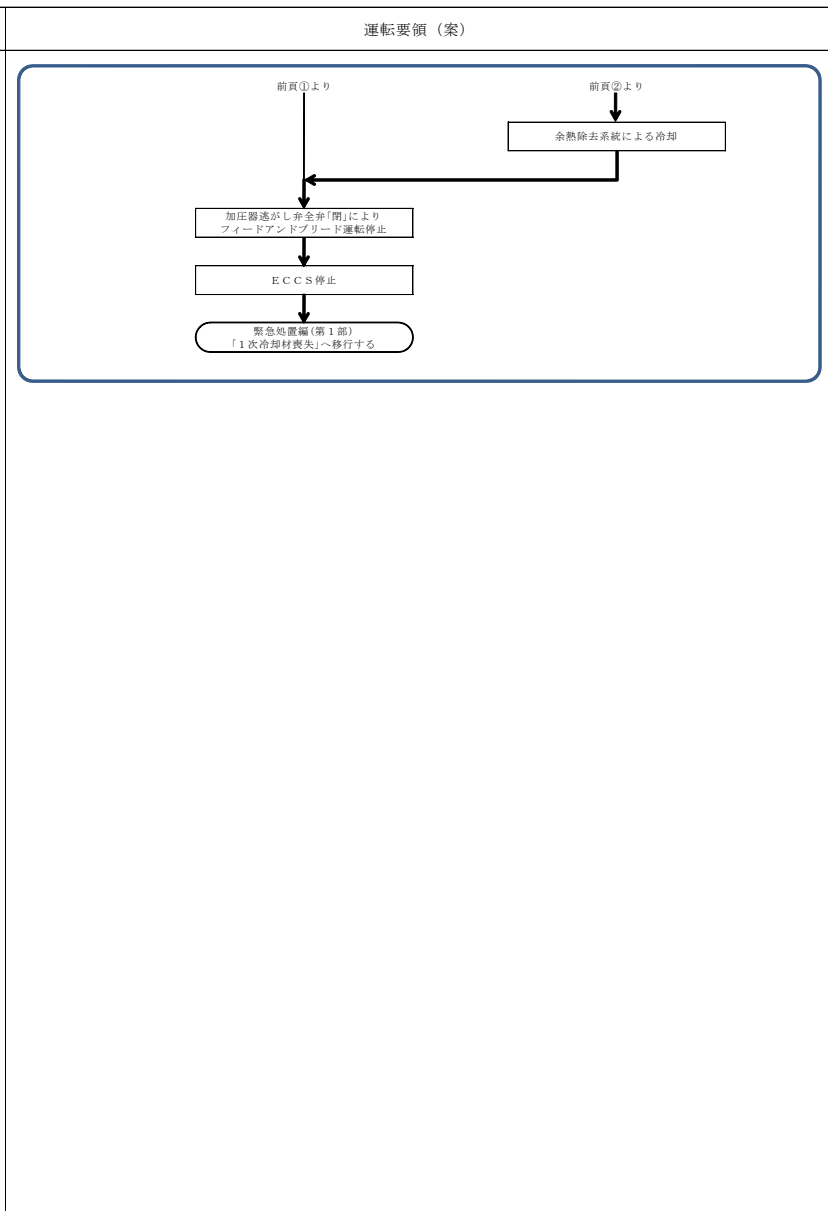 運転要領（案）
前頁①より
前頁②より
余熱除去系統による冷却
加圧器逃がし弁全弁｢閉｣により
フィードアンドブリード運転停止
ＥＣＣＳ停止
緊急処置編(第１部)
｢１次冷却材喪失｣へ移行する